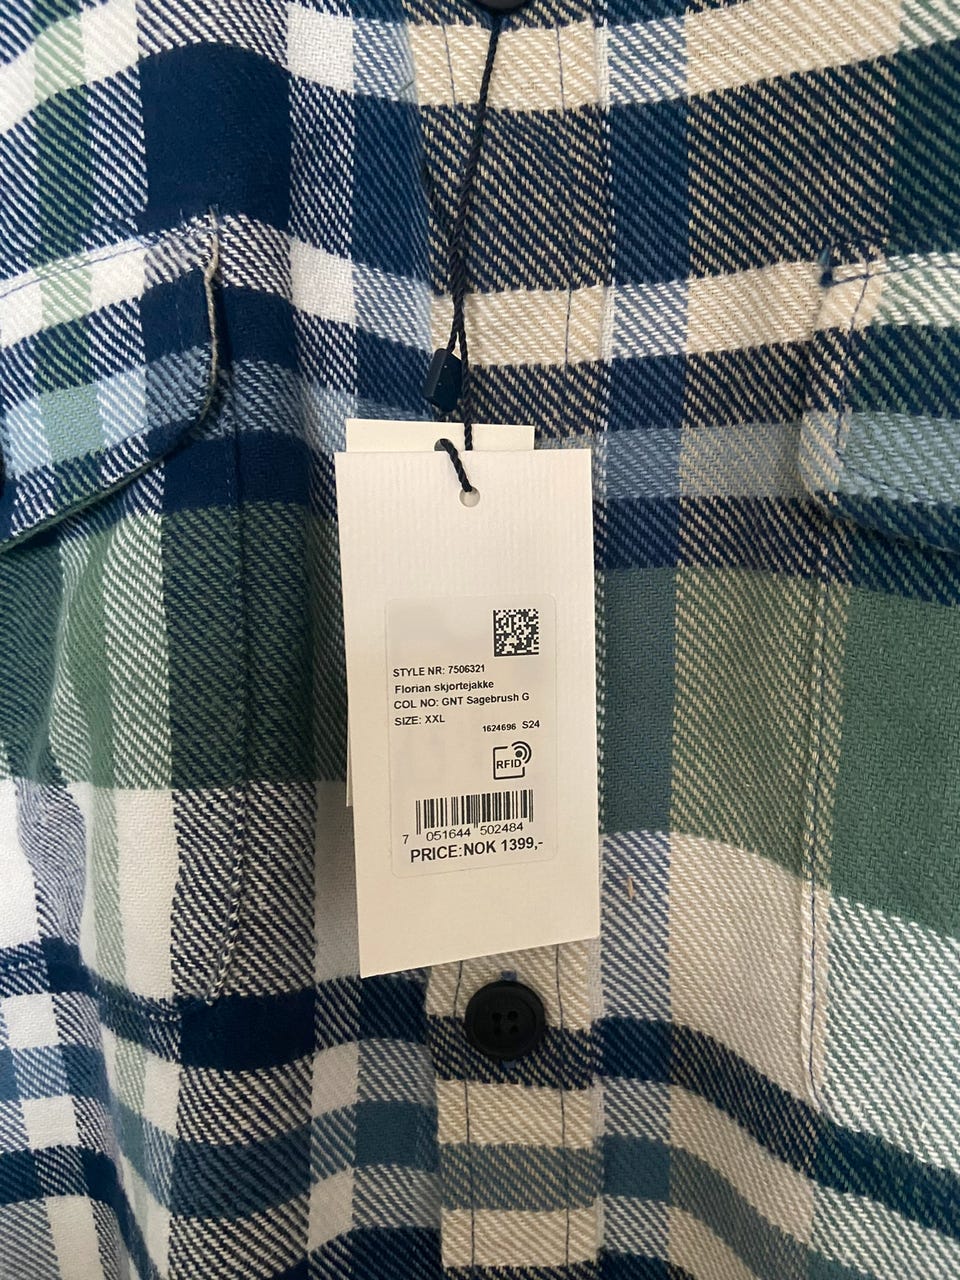 STYLE NR: 7506321
Florian skjortejakke
COL NO: GNT Sagebrush G
SIZE: XXL
1624696 S24
RFID
7 051644 502484
PRICE:NOK 1399,-